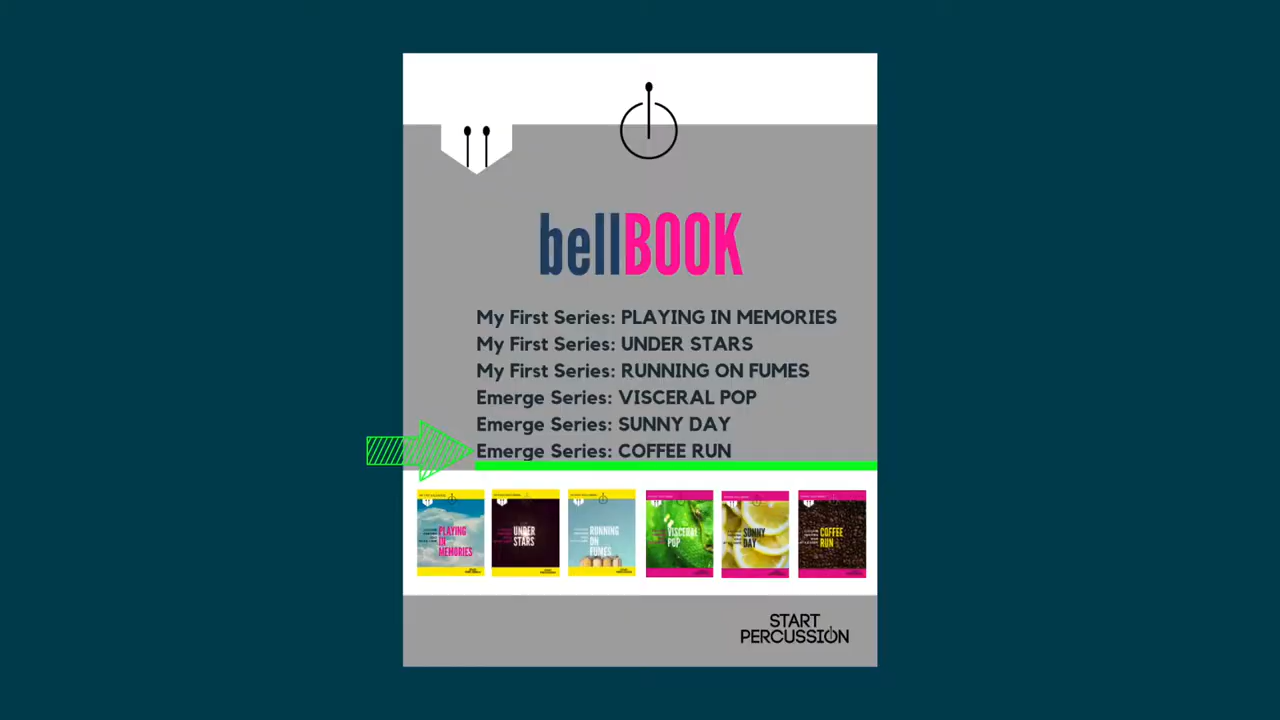 bellBOOK
My First Series: PLAYING IN MEMORIES
My First Series: UNDER STARS
My First Series: RUNNING ON FUMES
Emerge Series: VISCERAL POP
Emerge Series: SUNNY DAY
Emerge Series: COFFEE RUN
PLAYING
IN
MEMORIES
UNDER
STARS
RUNNING
ON
FUMES
VISCERAL
POP
SUNNY
DAY
COFFEE
RUN
START
PERCUSSION